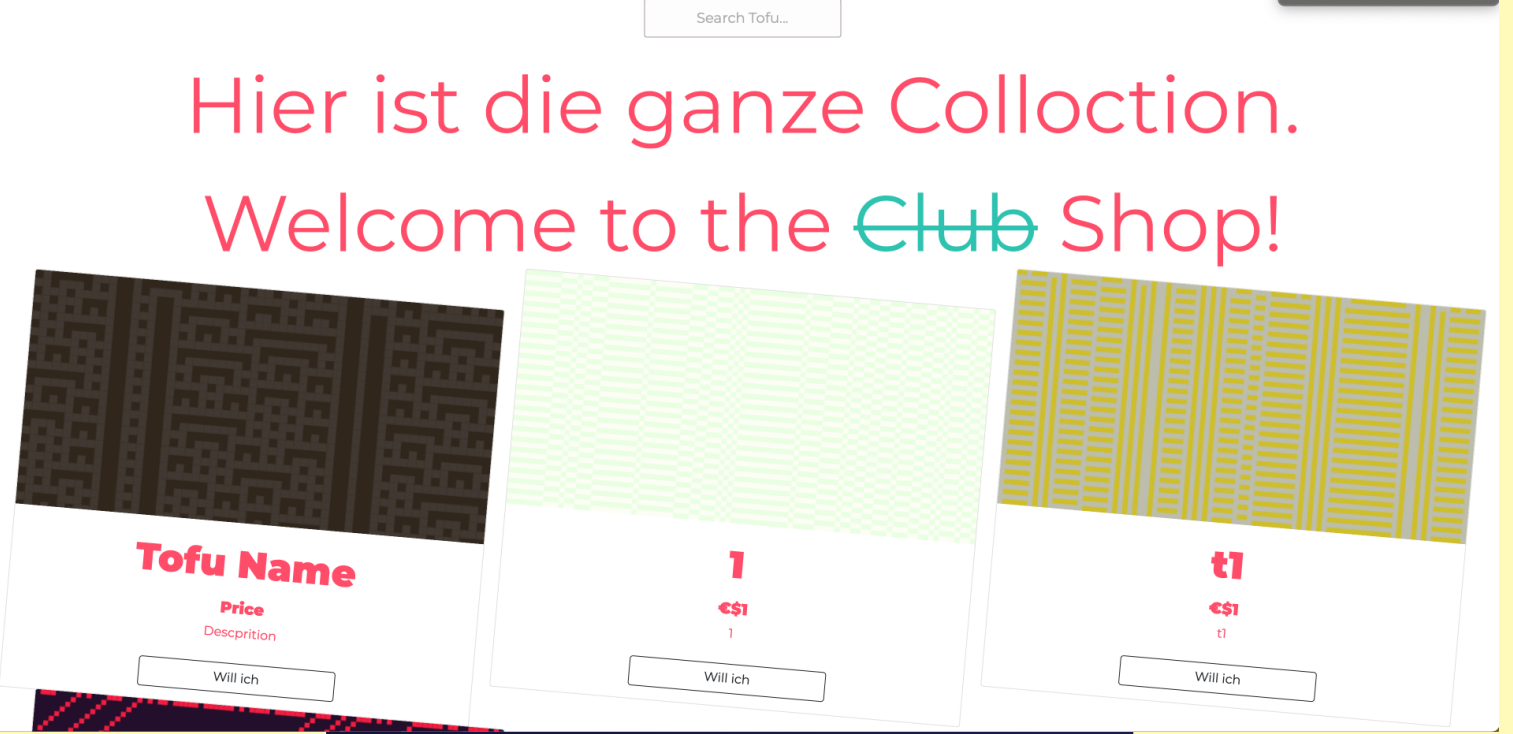 Search Tofu...
Hier ist die ganze Colloction.
Welcome to the Club Shop!
Tofu Name
Price
Descprition
Will ich
1
€$1
1
Will ich
t1
€$1
t1
Will ich